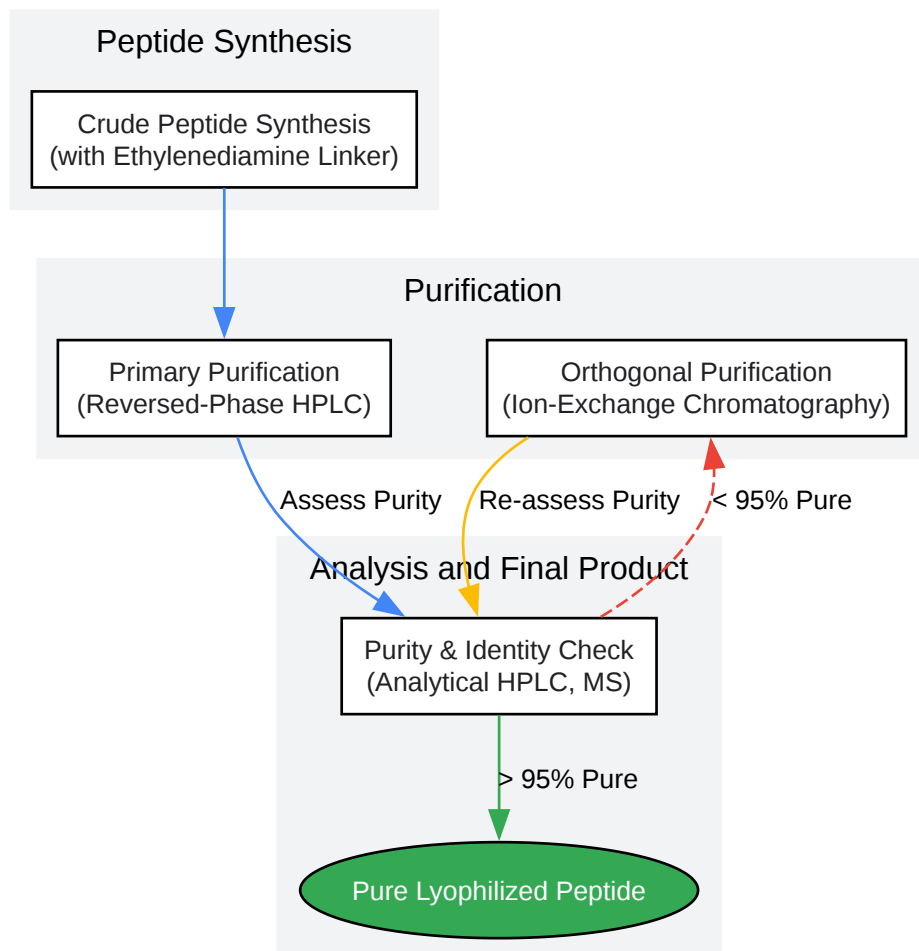 Peptide Synthesis
Crude Peptide Synthesis
(with Ethylenediamine Linker)
Purification
Primary Purification
(Reversed-Phase HPLC)
Orthogonal Purification
(Ion-Exchange Chromatography)
Assess Purity
Re-assess Purity
< 95% Pure
Analysis and Final Product
Purity & Identity Check
(Analytical HPLC, MS)
> 95% Pure
Pure Lyophilized Peptide